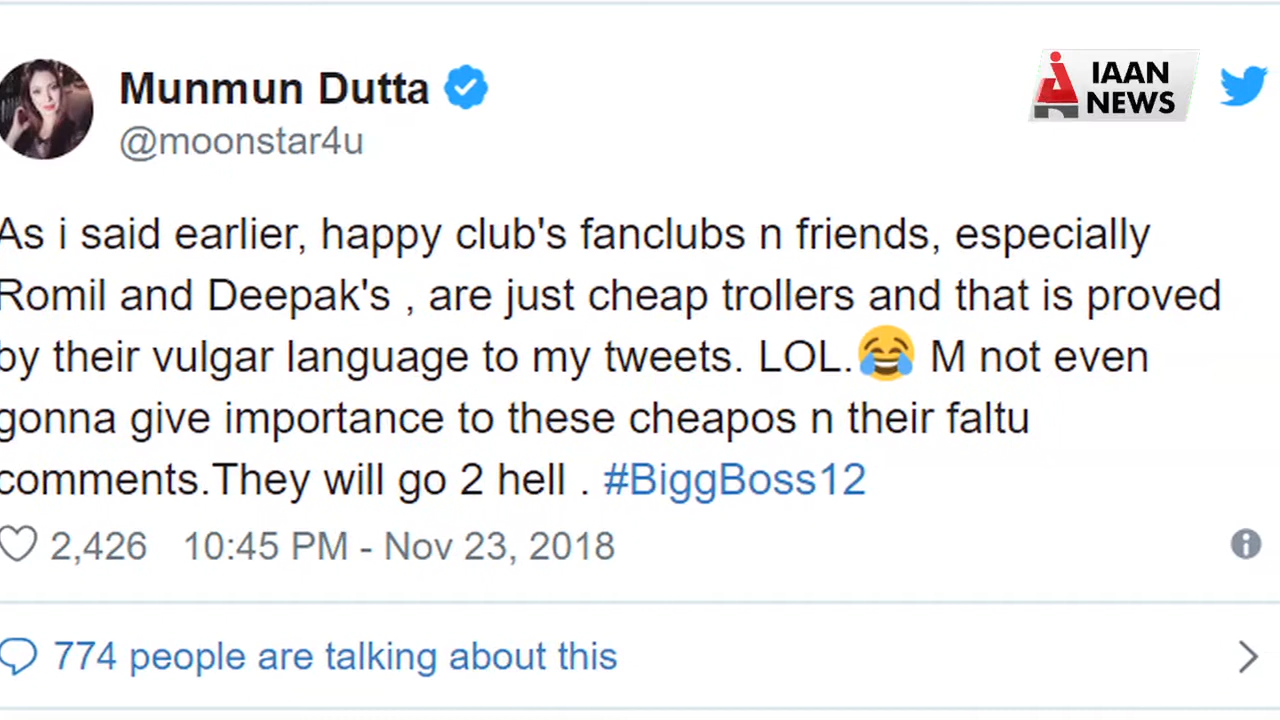 Munmun Dutta
IAAN
NEWS
@moonstar4u
As i said earlier, happy club's fanclubs n friends, especially
Romil and Deepak's , are just cheap trollers and that is proved
by their vulgar language to my tweets. LOL.😂 M not even
gonna give importance to these cheapos n their faltu
comments.They will go 2 hell . #BiggBoss12
2,426 10:45 PM - Nov 23, 2018
774 people are talking about this